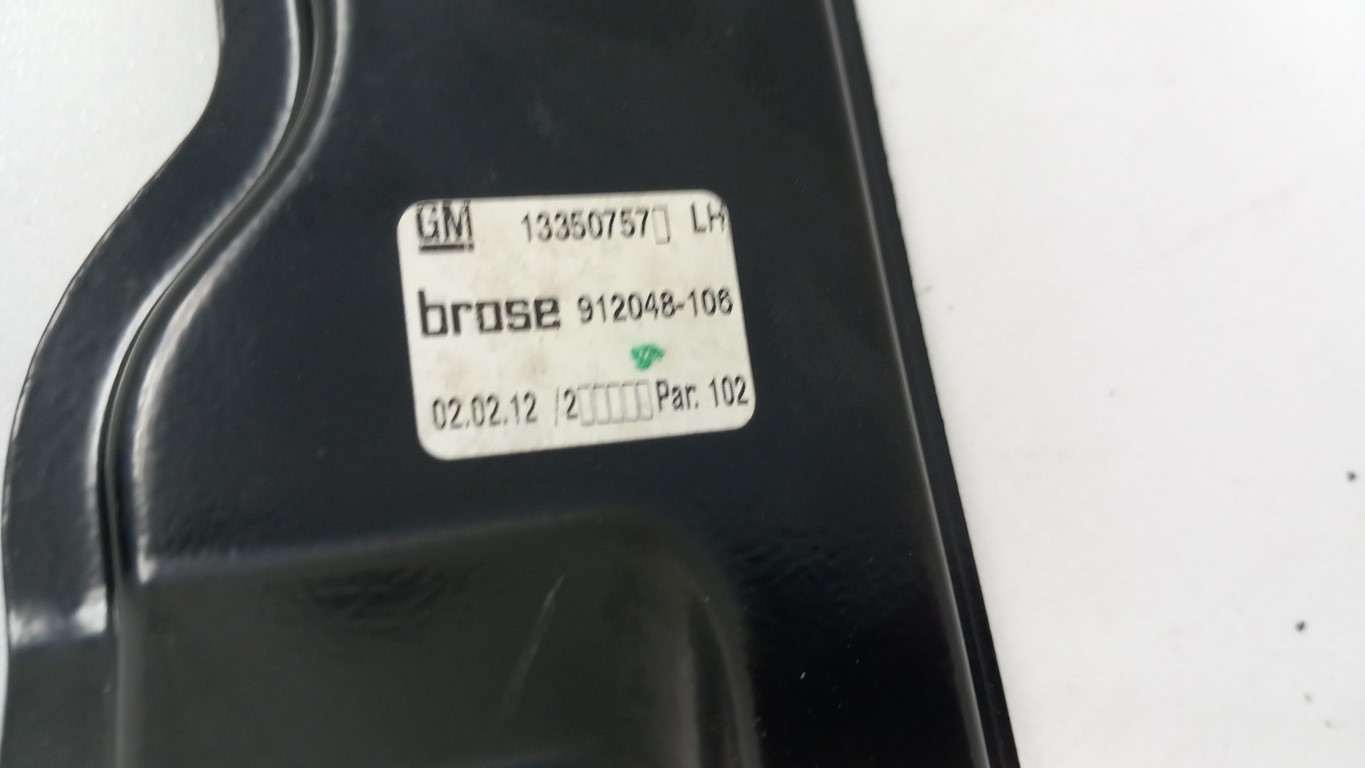 GM 13350757▯ LH
brose 912048-106
02.02.12 /2▯▯▯▯▯Par: 102